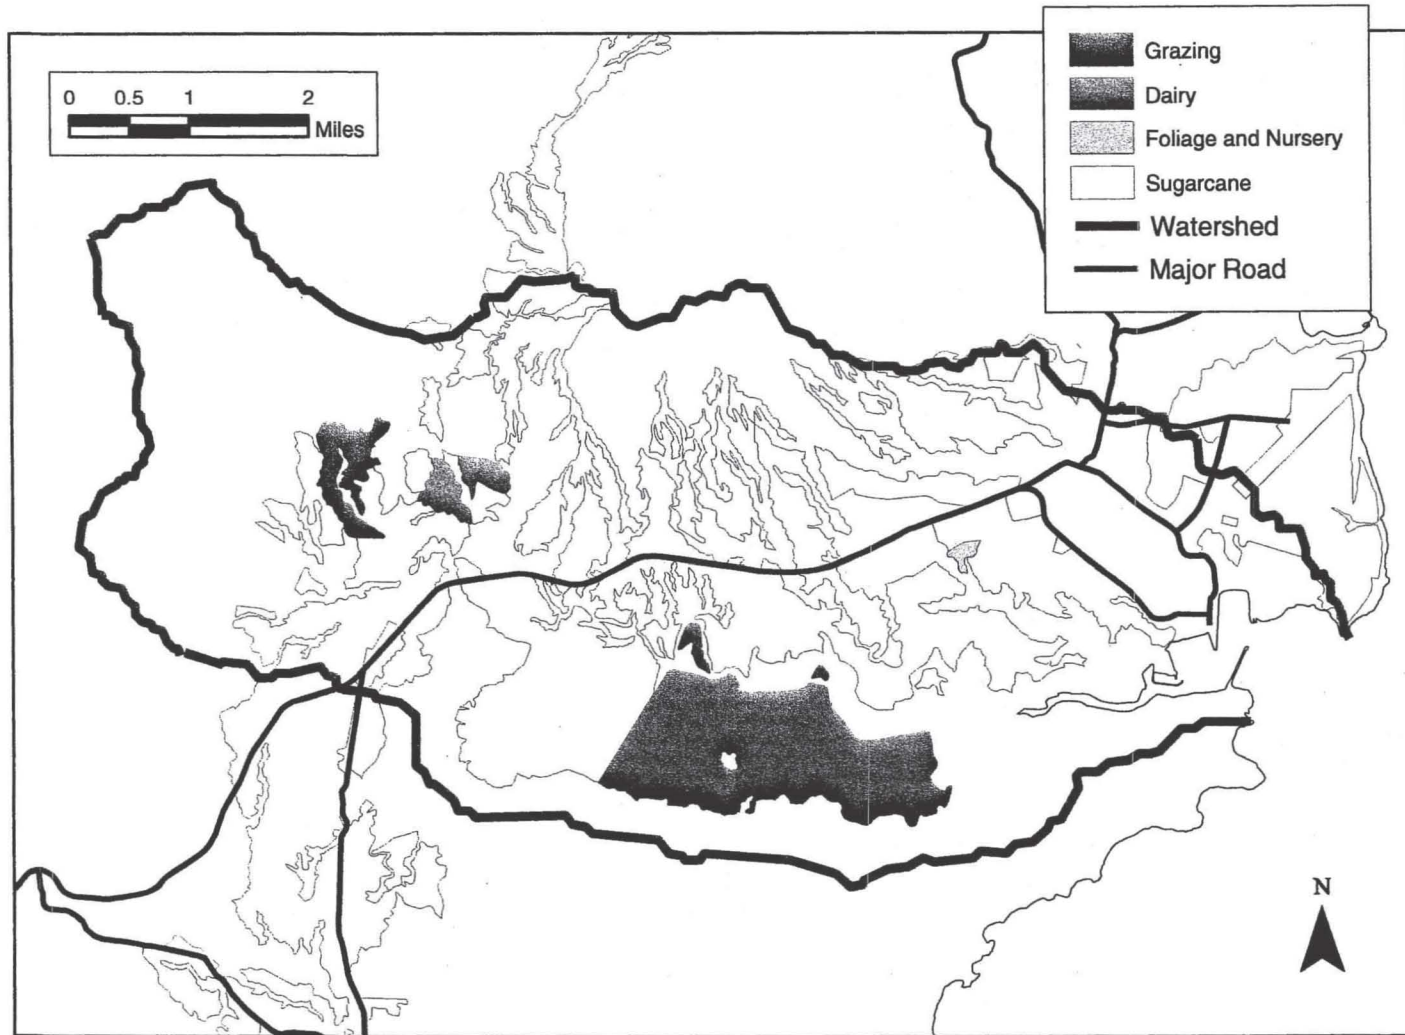 0 0.5 1 2
Miles
Grazing
Dairy
Foliage and Nursery
Sugarcane
Watershed
Major Road
N